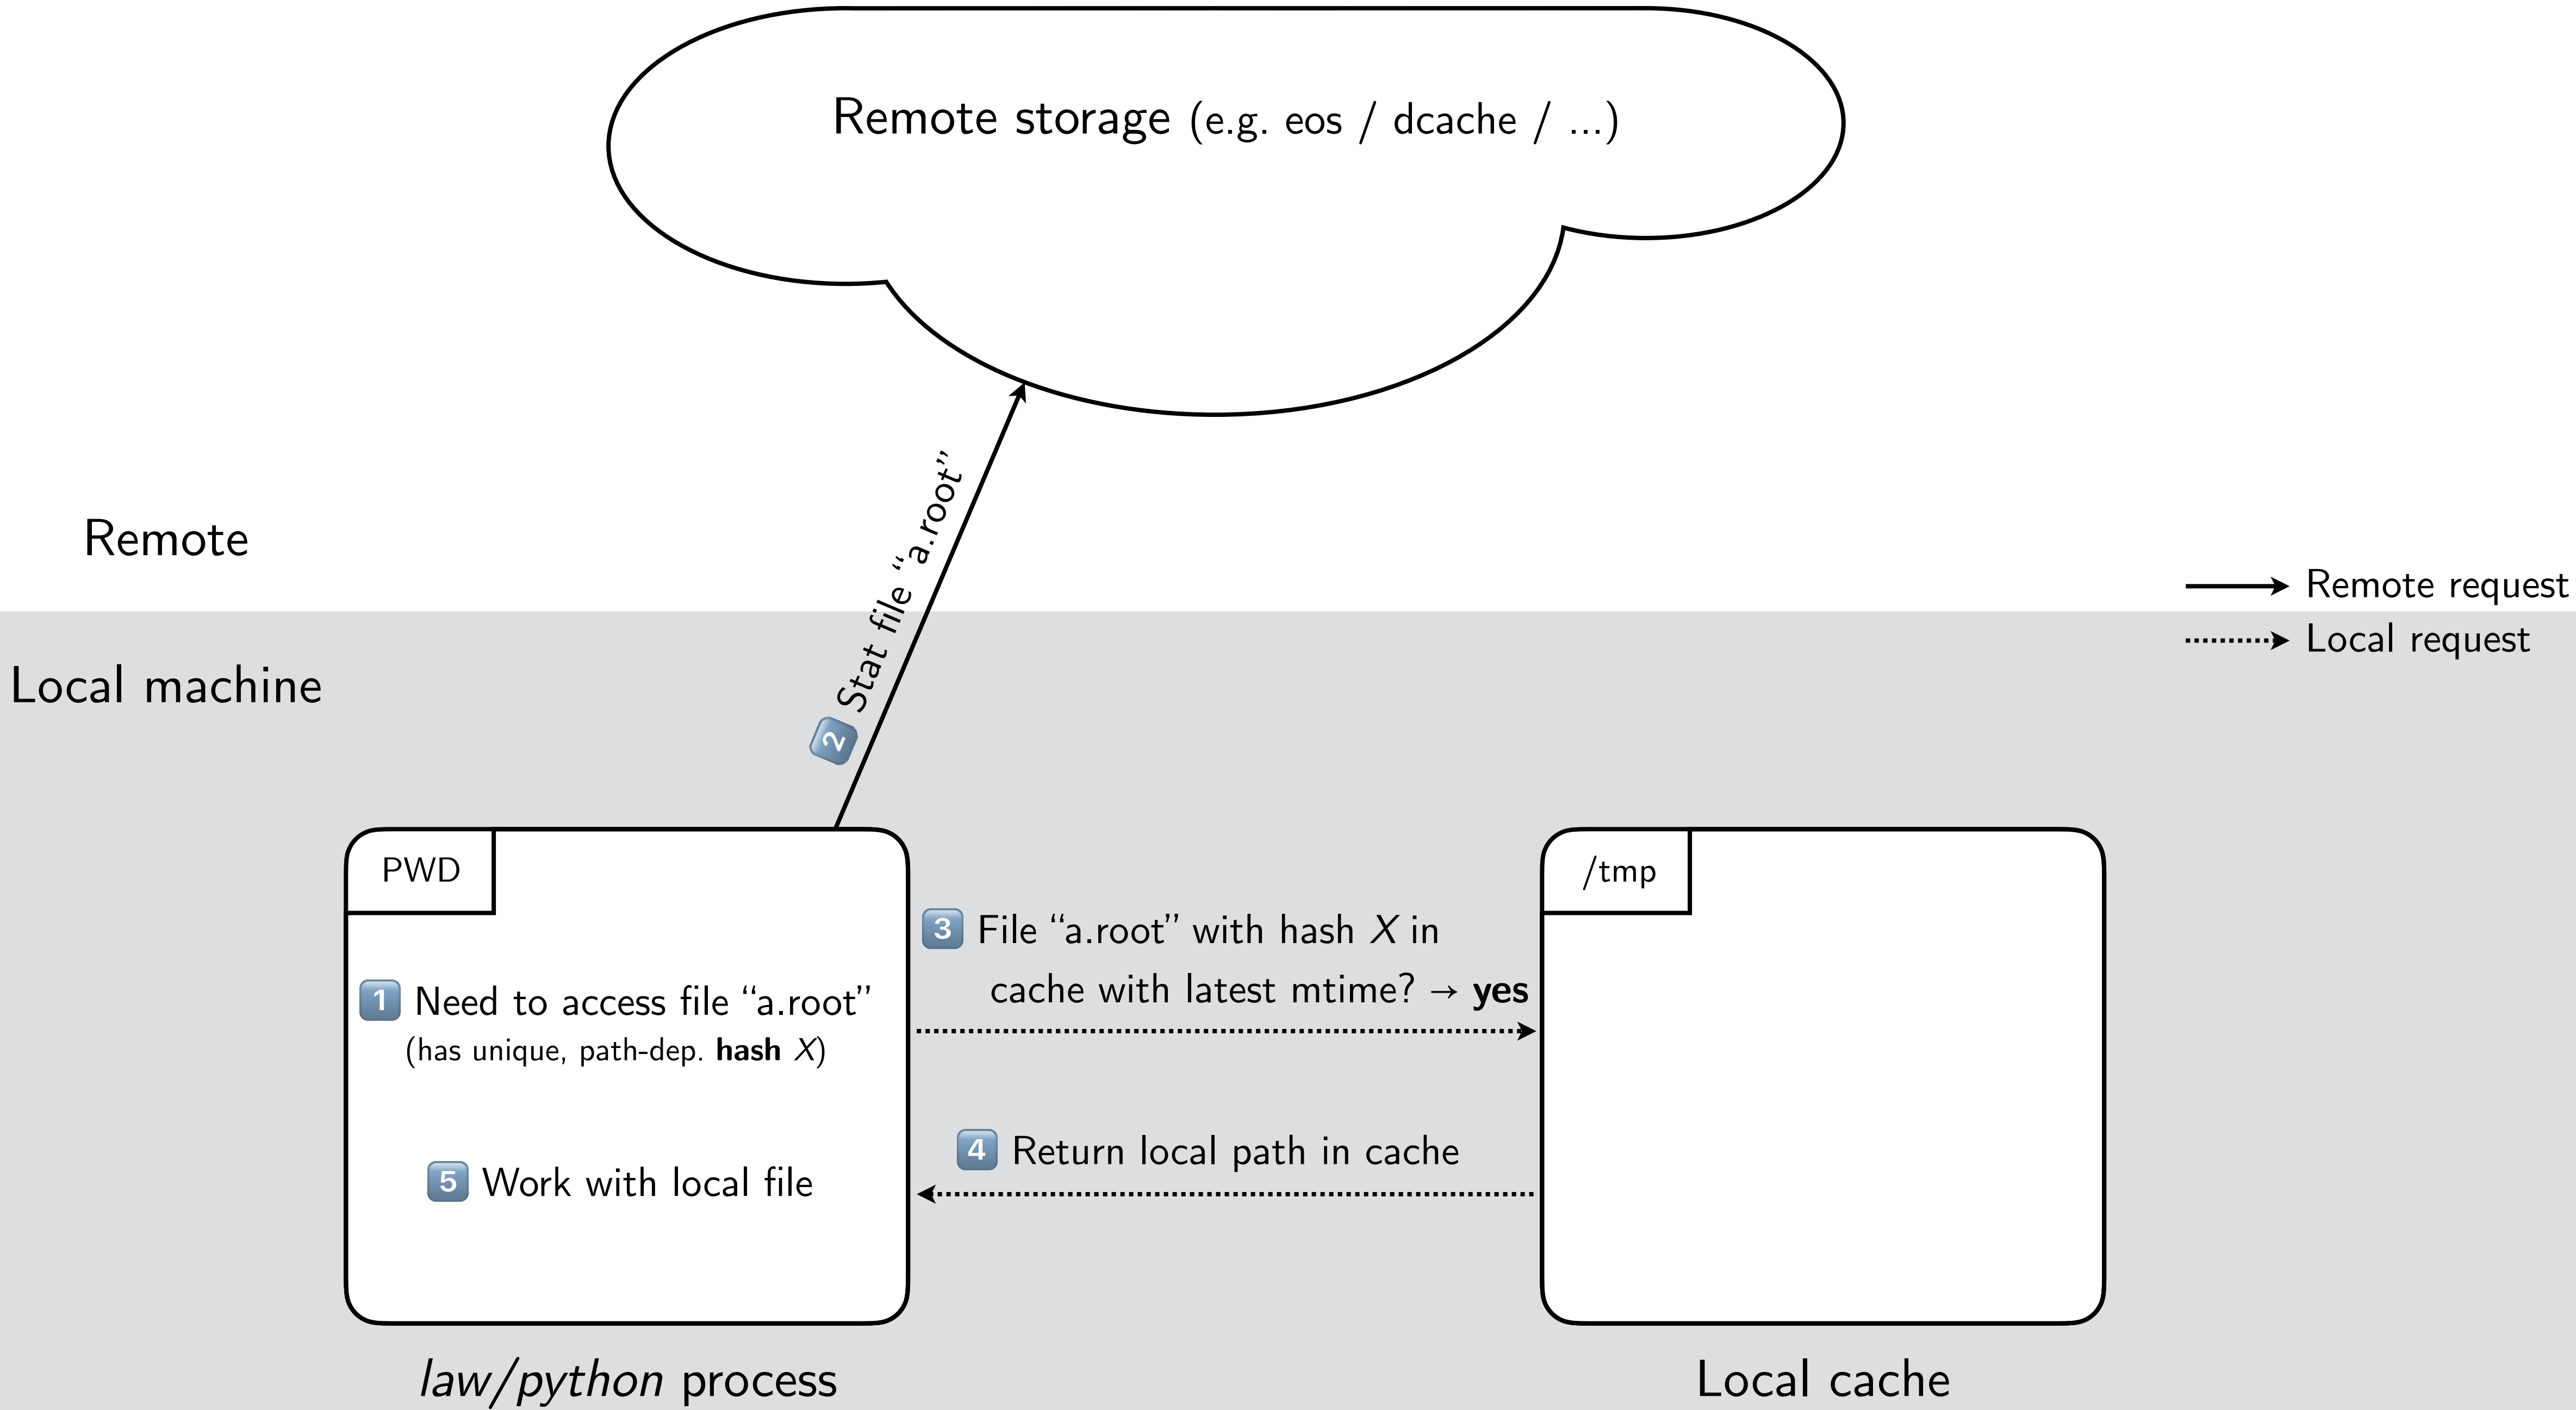 Remote storage (e.g. eos / dcache / ...)
2 Stat file “a.root”
Remote
Remote request
Local request
Local machine
PWD
1 Need to access file “a.root”
(has unique, path-dep. hash X)
5 Work with local file
3 File “a.root” with hash X in
cache with latest mtime? → yes
4 Return local path in cache
/tmp
law/python process
Local cache